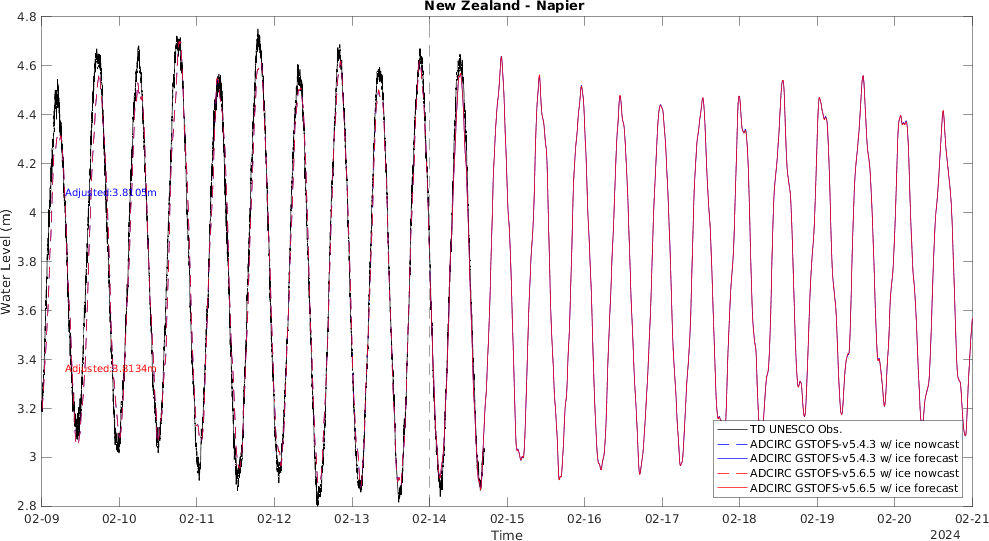 New Zealand - Napier
4.8
4.6
4.4
4.2
4
3.8
3.6
3.4
3.2
3
2.8
Water Level (m)
Adjusted:3.8105m
Adjusted:3.8134m
TD UNESCO Obs.
ADCIRC GSTOFS-v5.4.3 w/ ice nowcast
ADCIRC GSTOFS-v5.4.3 w/ ice forecast
ADCIRC GSTOFS-v5.6.5 w/ ice nowcast
ADCIRC GSTOFS-v5.6.5 w/ ice forecast
02-09 02-10 02-11 02-12 02-13 02-14 02-15 02-16 02-17 02-18 02-19 02-20 02-21
Time
2024